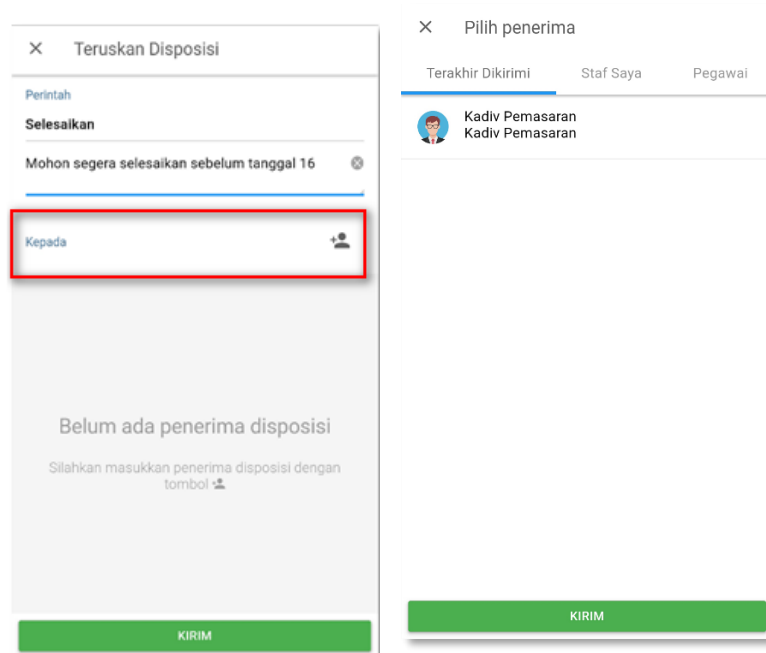 Teruskan Disposisi
Perintah
Selesaikan
Mohon segera selesaikan sebelum tanggal 16
Kepada
Belum ada penerima disposisi
Silahkan masukkan penerima disposisi dengan
tombol
KIRIM
Pilih penerima
Terakhir Dikirimi Staf Saya Pegawai
Kadiv Pemasaran
Kadiv Pemasaran
KIRIM